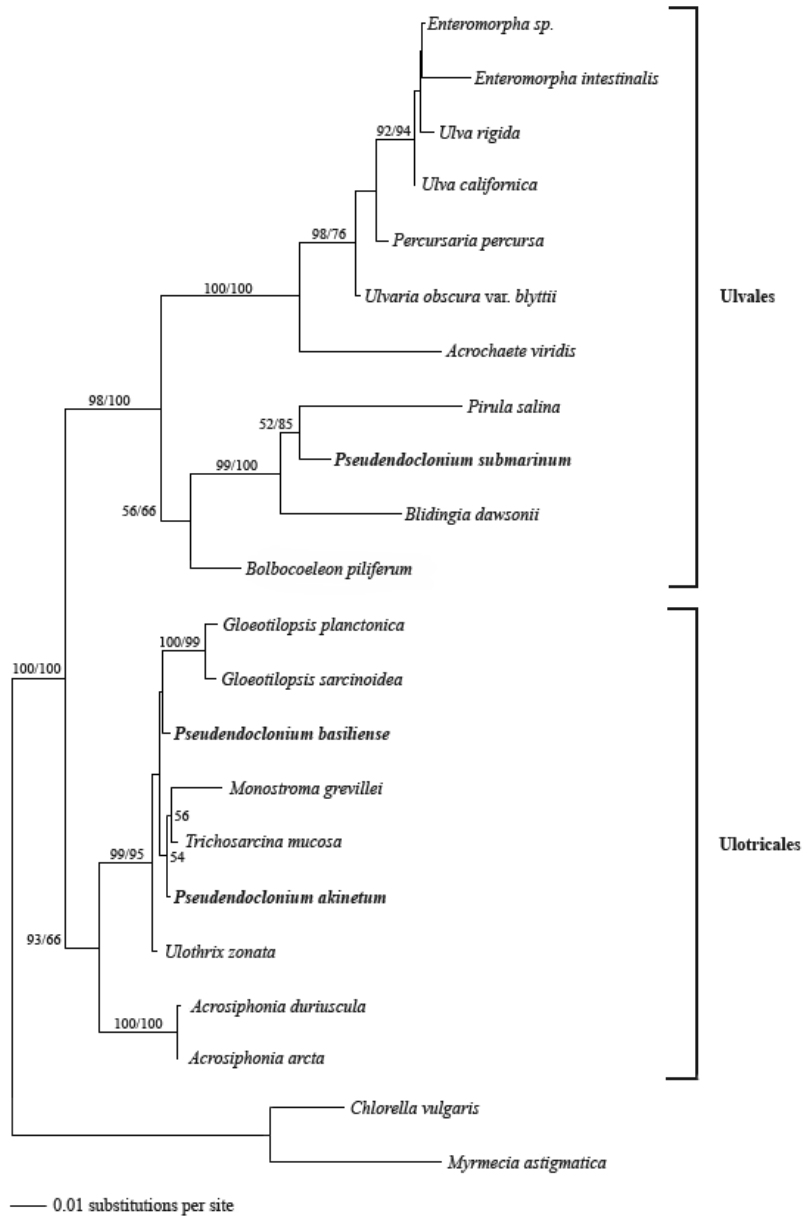 Enteromorpha sp.
Enteromorpha intestinalis
92/94
Ulva rigida
Ulva californica
98/76
Percursaria percursa
100/100
Ulvaria obscura var. blyttii
Ulvales
Acrochaete viridis
98/100
Pirula salina
52/85
Pseudendoclonium submarinum
99/100
56/66
Blidingia dawsonii
Bolbocoeleon piliferum
Gloeotilopsis planctonica
100/99
100/100
Gloeotilopsis sarcinoidea
Pseudendoclonium basiliense
Monostroma grevillei
56
Trichosarcina mucosa
Ulotricales
99/95
54
Pseudendoclonium akinetum
93/66
Ulothrix zonata
Acrosiphonia duriuscula
100/100
Acrosiphonia arcta
Chlorella vulgaris
Myrmecia astigmatica
0.01 substitutions per site